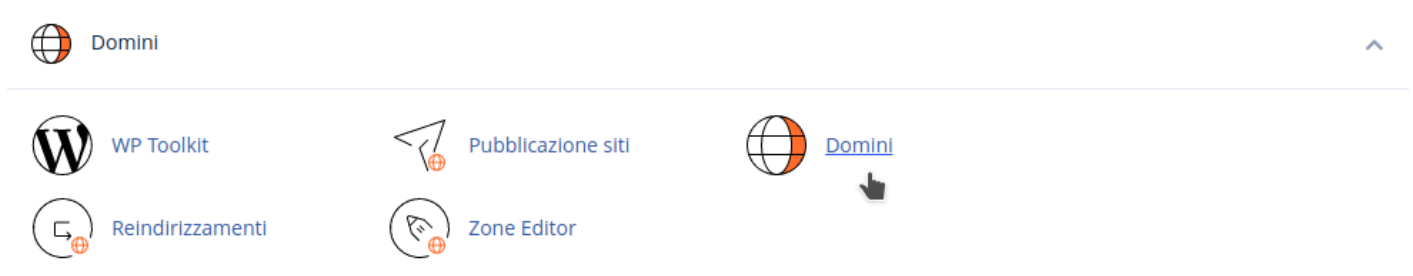 Domini
WP Toolkit
Pubblicazione siti
Domini
Reindirizzamenti
Zone Editor